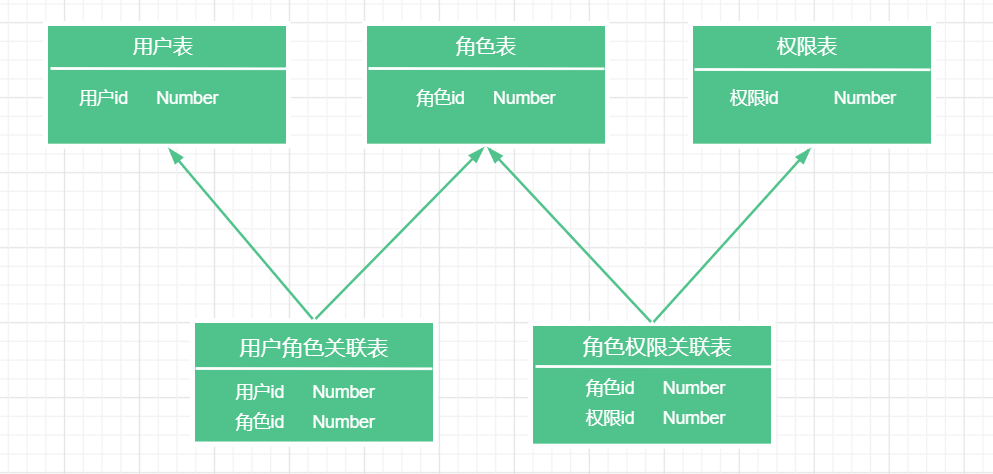 用户表
用户id Number
角色表
角色id Number
权限表
权限id Number
用户角色关联表
用户id Number
角色id Number
角色权限关联表
角色id Number
权限id Number